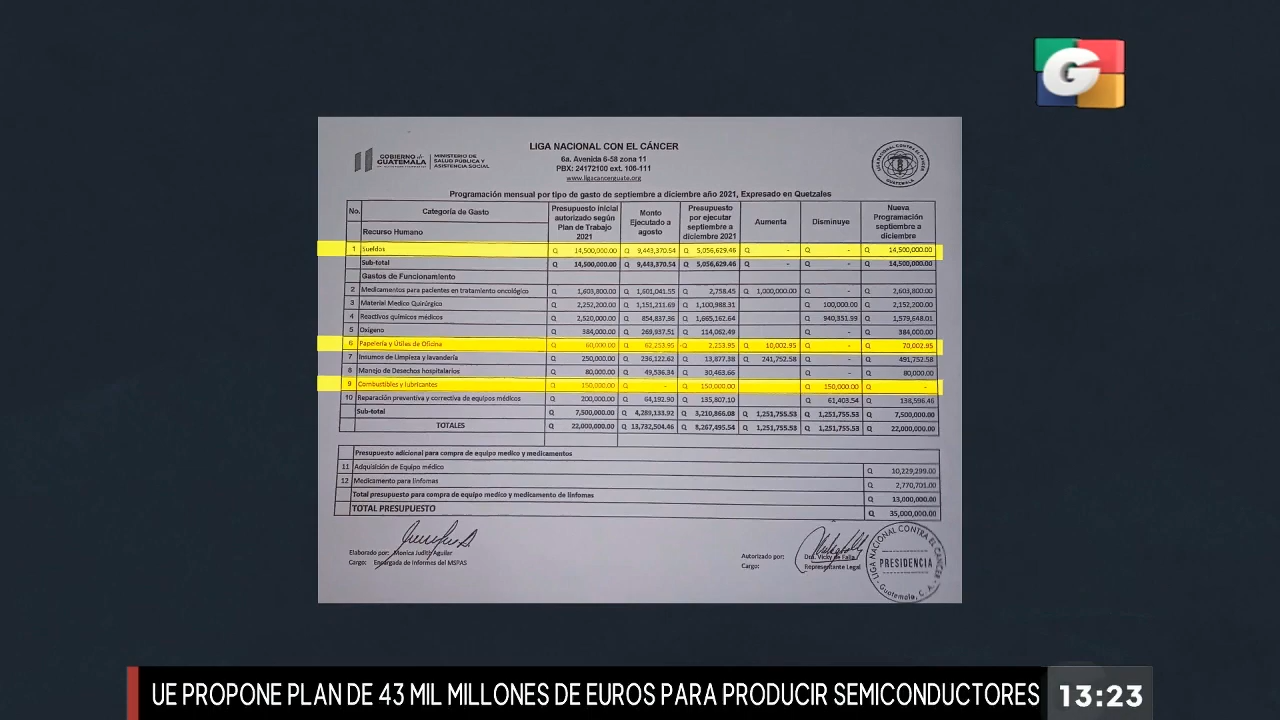 G
GOBIERNO de GUATEMALA
MINISTERIO DE SALUD PÚBLICA Y ASISTENCIA SOCIAL
LIGA NACIONAL CON EL CÁNCER
6a. Avenida 6-58 zona 11
PBX: 24172100 ext. 106-111
www.ligacancerguate.org
LIGA NACIONAL CONTRA EL CÁNCER GUATEMALA
Programación mensual por tipo de gasto de septiembre a diciembre año 2021, Expresado en Quetzales
No. Categoría de Gasto Presupuesto inicial autorizado según Plan de Trabajo 2021 Monto Ejecutado a agosto Presupuesto por ejecutar septiembre a diciembre 2021 Aumenta Disminuye Nueva Programación septiembre a diciembre
Recurso Humano
1 Sueldos Q 14,500,000.00 Q 9,443,370.54 Q 5,056,629.46 Q - Q - Q 14,500,000.00
Sub-total Q 14,500,000.00 Q 9,443,370.54 Q 5,056,629.46 Q - Q - Q 14,500,000.00
Gastos de Funcionamiento
2 Medicamentos para pacientes en tratamiento oncológico Q 1,603,800.00 Q 1,601,041.55 Q 2,758.45 Q 1,000,000.00 Q - Q 2,603,800.00
3 Material Medico Quirúrgico Q 2,252,200.00 Q 1,151,211.69 Q 1,100,988.31 Q 100,000.00 Q 2,152,200.00
4 Reactivos químicos médicos Q 2,520,000.00 Q 854,837.36 Q 1,665,162.64 Q 940,351.99 Q 1,579,648.01
5 Oxigeno Q 384,000.00 Q 269,937.51 Q 114,062.49 Q - Q 384,000.00
6 Papelería y Útiles de Oficina Q 60,000.00 Q 62,253.95 -Q 2,253.95 Q 10,002.95 Q - Q 70,002.95
7 Insumos de Limpieza y lavandería Q 250,000.00 Q 236,122.62 Q 13,877.38 Q 241,752.58 Q - Q 491,752.58
8 Manejo de Desechos hospitalarios Q 80,000.00 Q 49,536.34 Q 30,463.66 Q - Q 80,000.00
9 Combustibles y lubricantes Q 150,000.00 Q - Q 150,000.00 Q 150,000.00 Q -
10 Reparación preventiva y correctiva de equipos médicos Q 200,000.00 Q 64,192.90 Q 135,807.10 Q 61,403.54 Q 138,596.46
Sub-total Q 7,500,000.00 Q 4,289,133.92 Q 3,210,866.08 Q 1,251,755.53 Q 1,251,755.53 Q 7,500,000.00
TOTALES Q 22,000,000.00 Q 13,732,504.46 Q 8,267,495.54 Q 1,251,755.53 Q 1,251,755.53 Q 22,000,000.00
Presupuesto adicional para compra de equipo medico y medicamentos
11 Adquisición de Equipo médico Q 10,229,299.00
12 Medicamento para linfomas Q 2,770,701.00
Total presupuesto para compra de equipo medico y medicamento de linfomas Q 13,000,000.00
TOTAL PRESUPUESTO Q 35,000,000.00
Elaborado por: Monica Judith Aguilar
Cargo: Encargada de Informes del MSPAS
Autorizado por: Dra. Vicky de Falla
Cargo: Representante Legal
LIGA NACIONAL CONTRA EL CANCER
PRESIDENCIA
Guatemala, C. A.
UE PROPONE PLAN DE 43 MIL MILLONES DE EUROS PARA PRODUCIR SEMICONDUCTORES 13:23